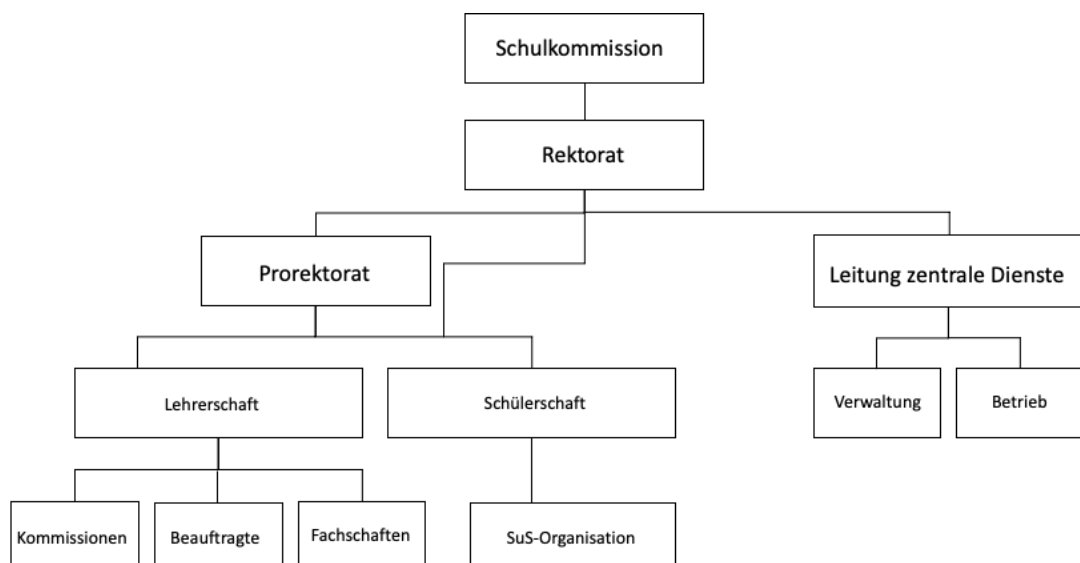 Schulkommission
Rektorat
Prorektorat
Leitung zentrale Dienste
Lehrerschaft
Schülerschaft
Verwaltung
Betrieb
Kommissionen
Beauftragte
Fachschaften
SuS-Organisation